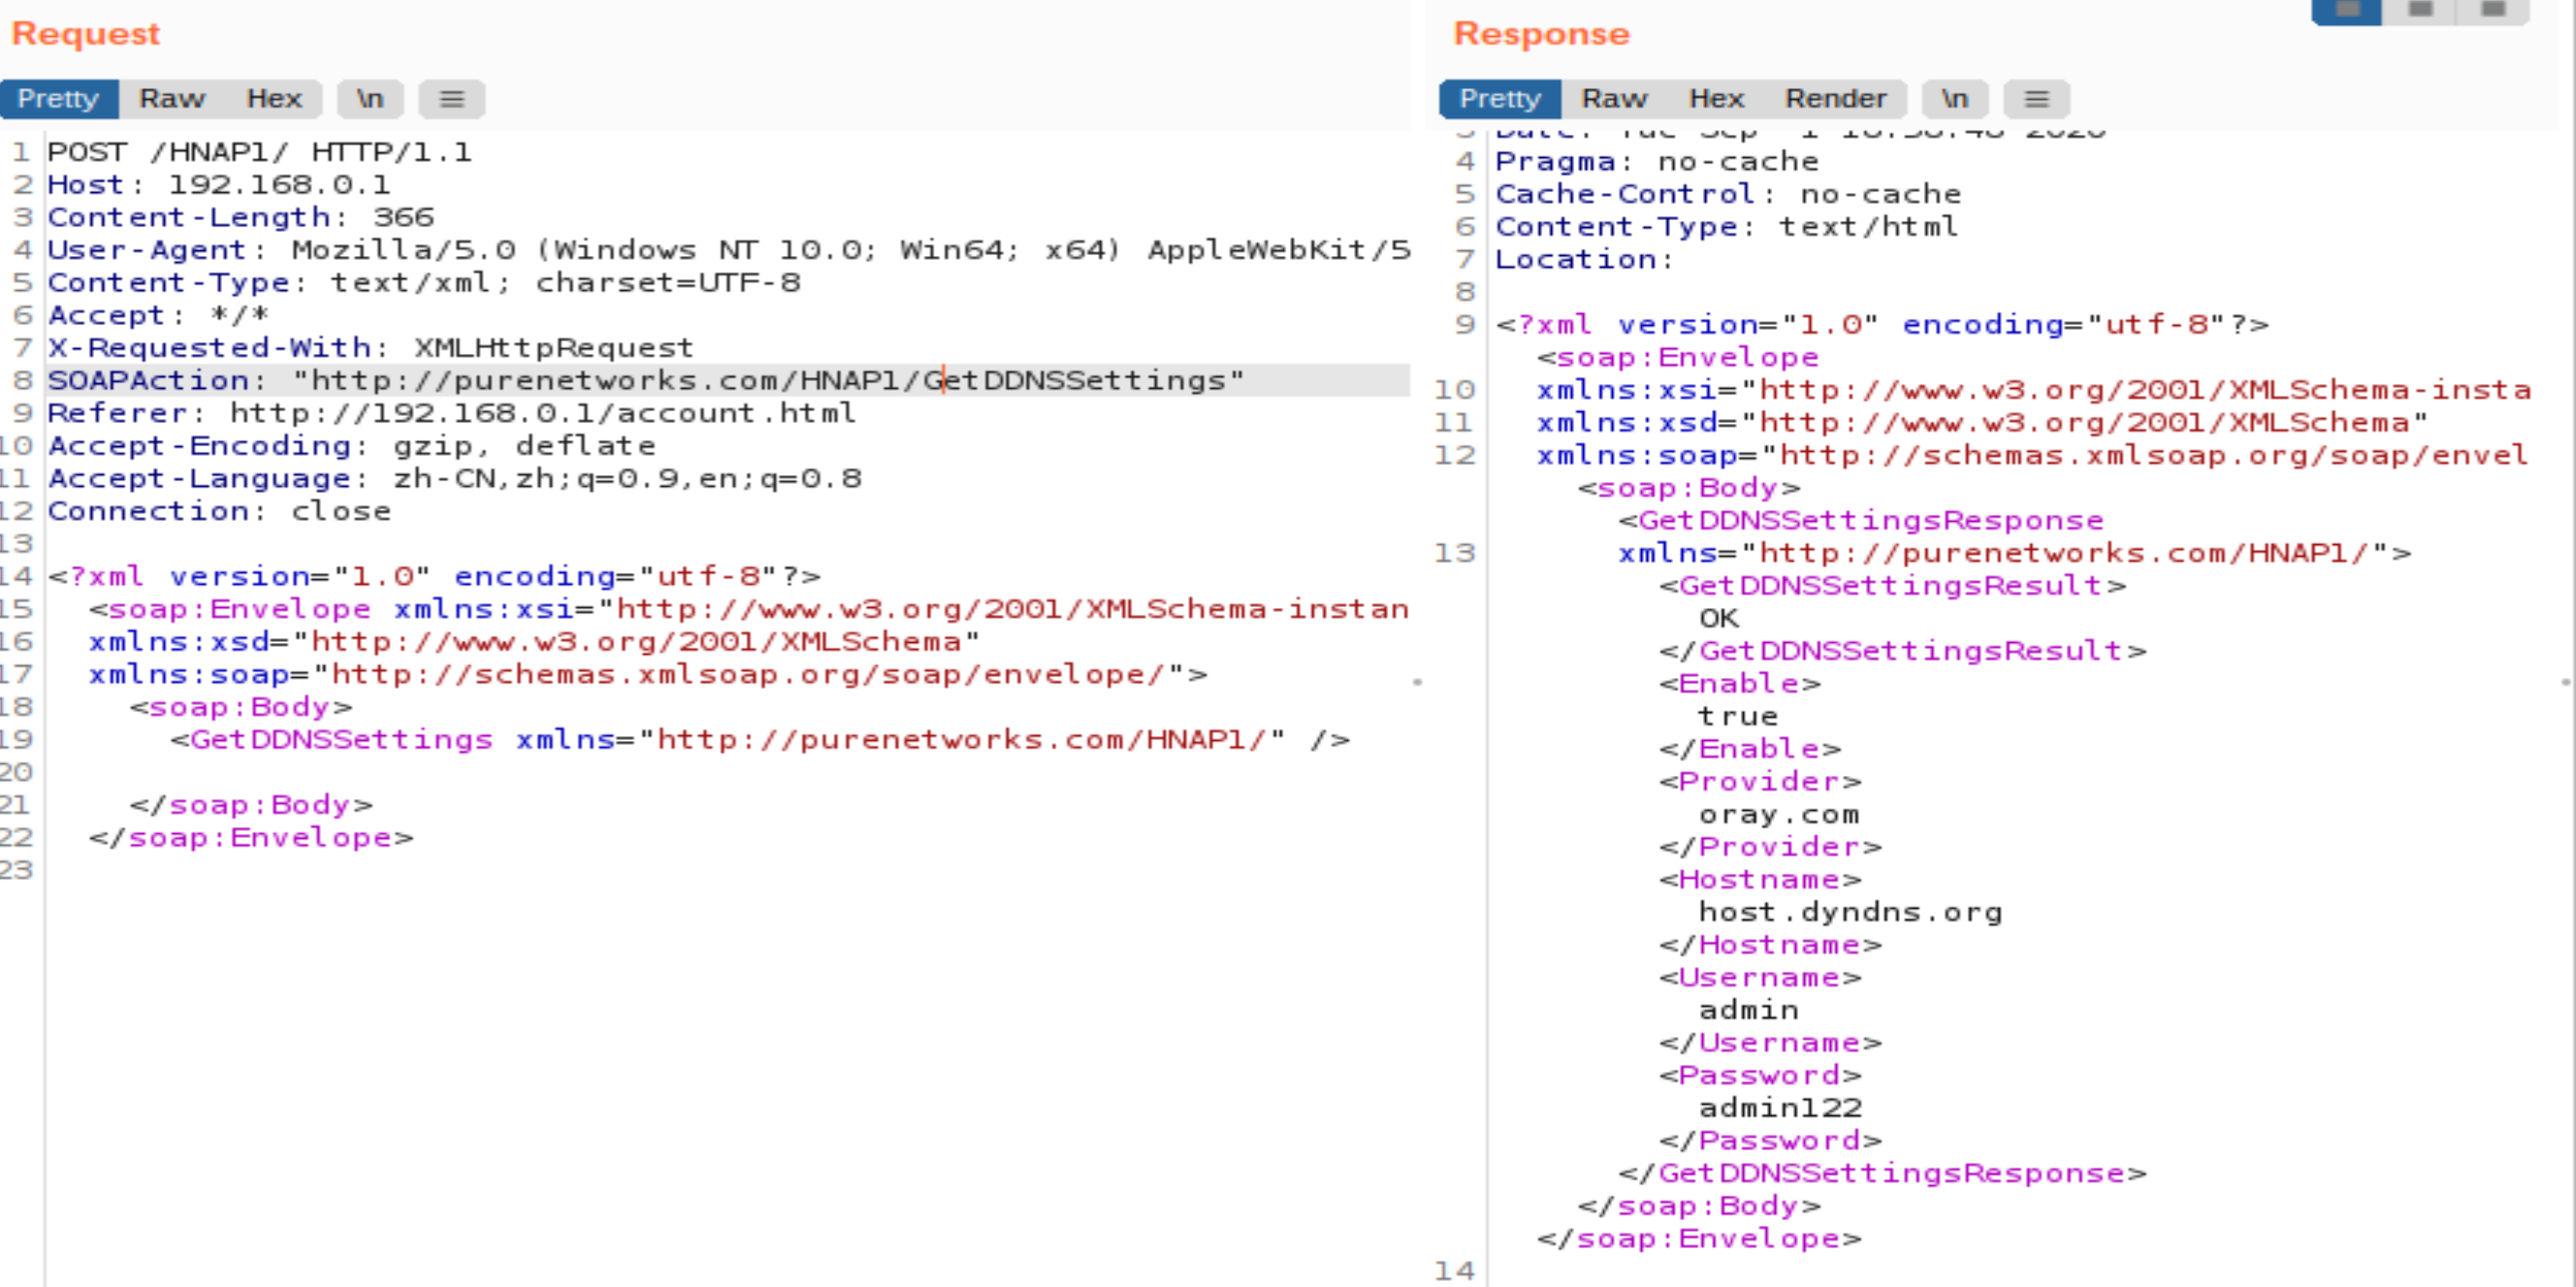 Request
Pretty Raw Hex \n ≡
1 POST /HNAP1/ HTTP/1.1
2 Host: 192.168.0.1
3 Content-Length: 366
4 User-Agent: Mozilla/5.0 (Windows NT 10.0; Win64; x64) AppleWebKit/5
5 Content-Type: text/xml; charset=UTF-8
6 Accept: */*
7 X-Requested-With: XMLHttpRequest
8 SOAPAction: "http://purenetworks.com/HNAP1/GetDDNSSettings"
9 Referer: http://192.168.0.1/account.html
10 Accept-Encoding: gzip, deflate
11 Accept-Language: zh-CN,zh;q=0.9,en;q=0.8
12 Connection: close
13
14 <?xml version="1.0" encoding="utf-8"?>
15 <soap:Envelope xmlns:xsi="http://www.w3.org/2001/XMLSchema-instan
16 xmlns:xsd="http://www.w3.org/2001/XMLSchema"
17 xmlns:soap="http://schemas.xmlsoap.org/soap/envelope/">
18 <soap:Body>
19 <GetDDNSSettings xmlns="http://purenetworks.com/HNAP1/" />
20
21 </soap:Body>
22 </soap:Envelope>
23
Response
Pretty Raw Hex Render \n ≡
3 Date: Tue Sep 1
4 Pragma: no-cache
5 Cache-Control: no-cache
6 Content-Type: text/html
7 Location:
8
9 <?xml version="1.0" encoding="utf-8"?>
<soap:Envelope
10 xmlns:xsi="http://www.w3.org/2001/XMLSchema-insta
11 xmlns:xsd="http://www.w3.org/2001/XMLSchema"
12 xmlns:soap="http://schemas.xmlsoap.org/soap/envel
<soap:Body>
<GetDDNSSettingsResponse
13 xmlns="http://purenetworks.com/HNAP1/">
<GetDDNSSettingsResult>
OK
</GetDDNSSettingsResult>
<Enable>
true
</Enable>
<Provider>
oray.com
</Provider>
<Hostname>
host.dyndns.org
</Hostname>
<Username>
admin
</Username>
<Password>
admin122
</Password>
</GetDDNSSettingsResponse>
</soap:Body>
</soap:Envelope>
14